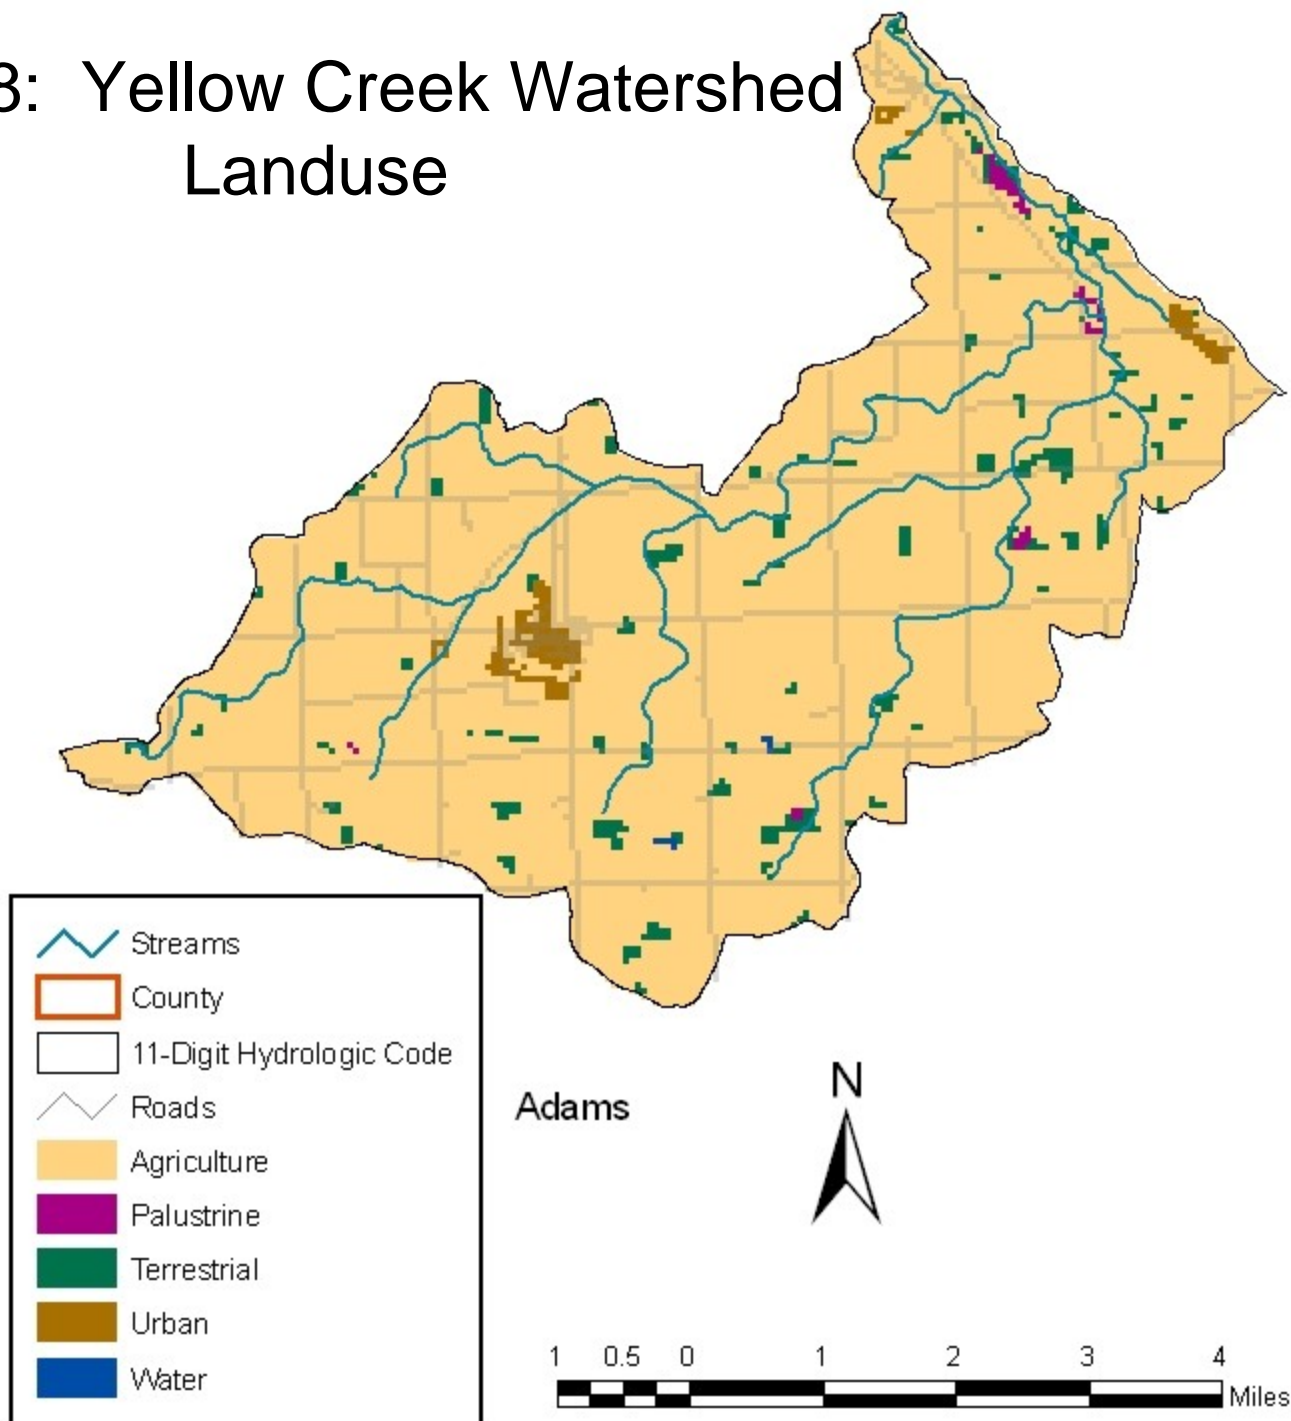 3: Yellow Creek Watershed
Landuse
Streams
County
11-Digit Hydrologic Code
Roads
Agriculture
Palustrine
Terrestrial
Urban
Water
Adams
N
1 0.5 0 1 2 3 4
Miles